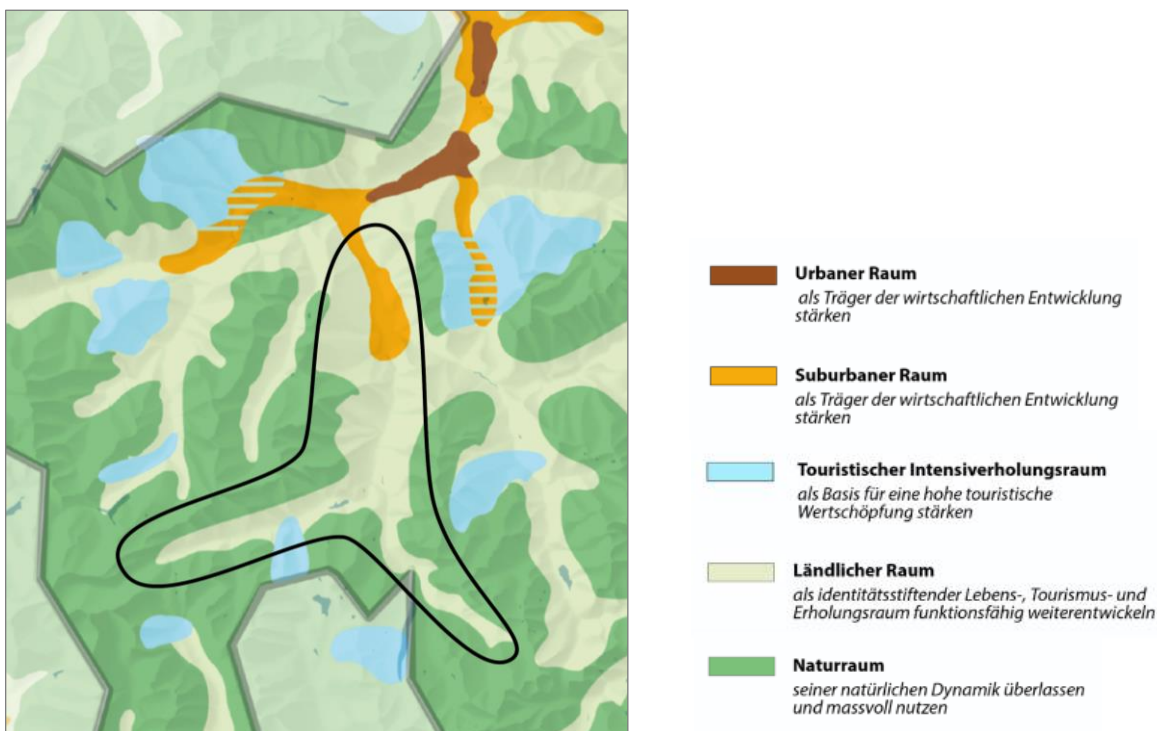 Urbaner Raum
als Träger der wirtschaftlichen Entwicklung
stärken
Suburbaner Raum
als Träger der wirtschaftlichen Entwicklung
stärken
Touristischer Intensiverholungsraum
als Basis für eine hohe touristische
Wertschöpfung stärken
Ländlicher Raum
als identitätsstiftender Lebens-, Tourismus- und
Erholungsraum funktionsfähig weiterentwickeln
Naturraum
seiner natürlichen Dynamik überlassen
und massvoll nutzen